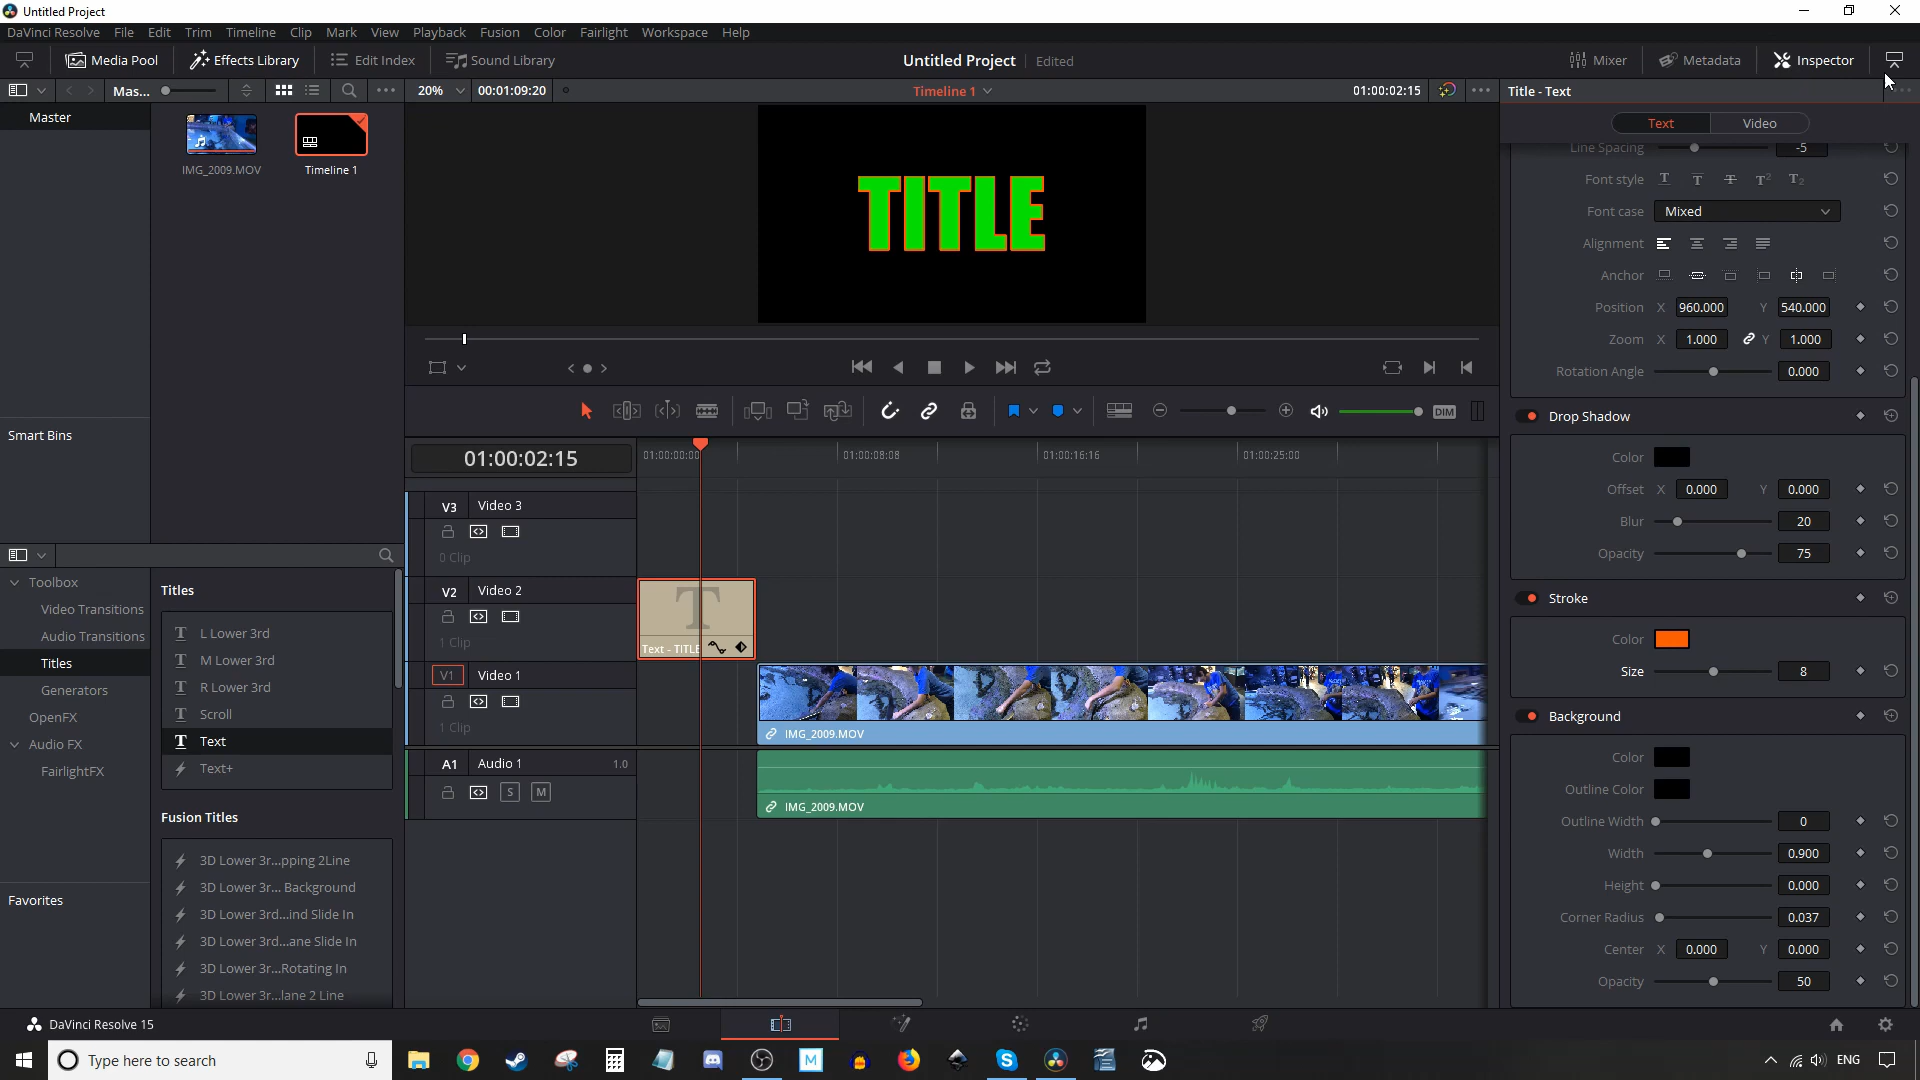 Untitled Project
DaVinci Resolve File Edit Trim Timeline Clip Mark View Playback Fusion Color Fairlight Workspace Help
Media Pool Effects Library Edit Index Sound Library Untitled Project Edited Mixer Metadata Inspector
Mas... 20% 00:01:09:20 Timeline 1 01:00:02:15 Title - Text
Master
IMG_2009.MOV Timeline 1
TITLE
Text Video
Line Spacing -5
Font style T T T T² T₂
Font case Mixed
Alignment
Anchor
Position X 960.000 Y 540.000
Zoom X 1.000 Y 1.000
Rotation Angle 0.000
Drop Shadow
Color
Offset X 0.000 Y 0.000
Blur 20
Opacity 75
Stroke
Color
Size 8
Background
Color
Outline Color
Outline Width 0
Width 0.900
Height 0.000
Corner Radius 0.037
Center X 0.000 Y 0.000
Opacity 50
DIM
01:00:02:15 01:00:00:00 01:00:08:08 01:00:16:16 01:00:25:00
V3 Video 3
0 Clip
V2 Video 2
1 Clip
T
Text - TITLE
V1 Video 1
1 Clip
IMG_2009.MOV
A1 Audio 1 1.0
S M
IMG_2009.MOV
Smart Bins
Toolbox
Video Transitions
Audio Transitions
Titles
Generators
OpenFX
Audio FX
FairlightFX
Favorites
Titles
T L Lower 3rd
T M Lower 3rd
T R Lower 3rd
T Scroll
T Text
Text+
Fusion Titles
3D Lower 3r...pping 2Line
3D Lower 3r... Background
3D Lower 3rd...ind Slide In
3D Lower 3rd...ane Slide In
3D Lower 3r...Rotating In
3D Lower 3r...lane 2 Line
DaVinci Resolve 15
Type here to search M ENG